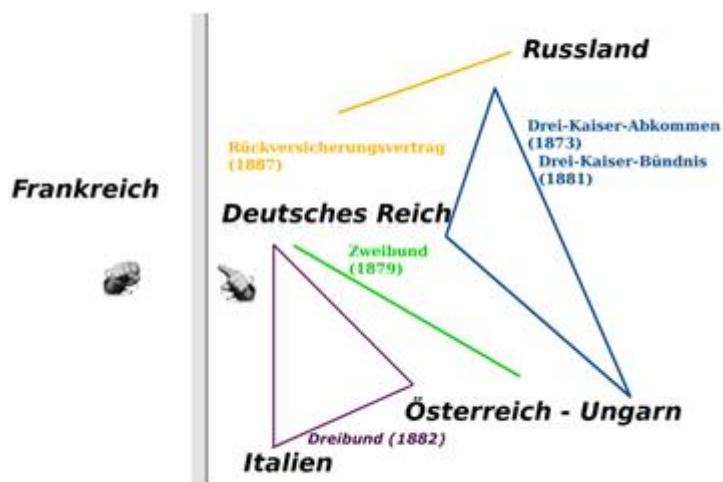 Russland
Drei-Kaiser-Abkommen
(1873)
Drei-Kaiser-Bündnis
(1881)
Rückversicherungsvertrag
(1887)
Frankreich
Deutsches Reich
Zweibund
(1879)
Österreich - Ungarn
Dreibund (1882)
Italien